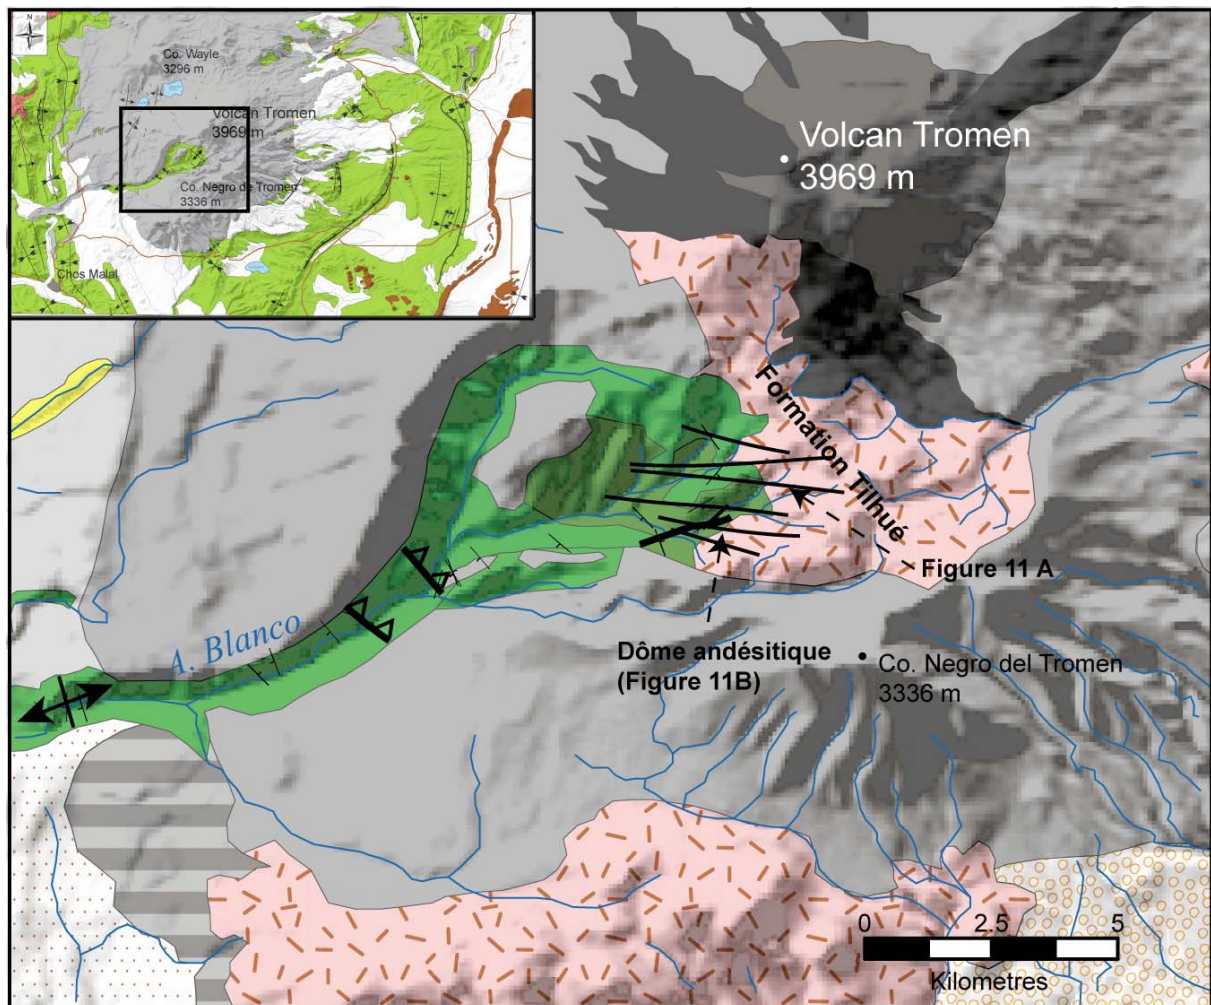 N
Co. Wayle
3296 m
Volcan Tromen
3969 m
Co. Negro de Tromen
3336 m
Chos Malal
Volcan Tromen
3969 m
Formation Tilhué
Figure 11 A
A. Blanco
Dôme andésitique
(Figure 11B)
Co. Negro del Tromen
3336 m
0 2.5 5
Kilometres